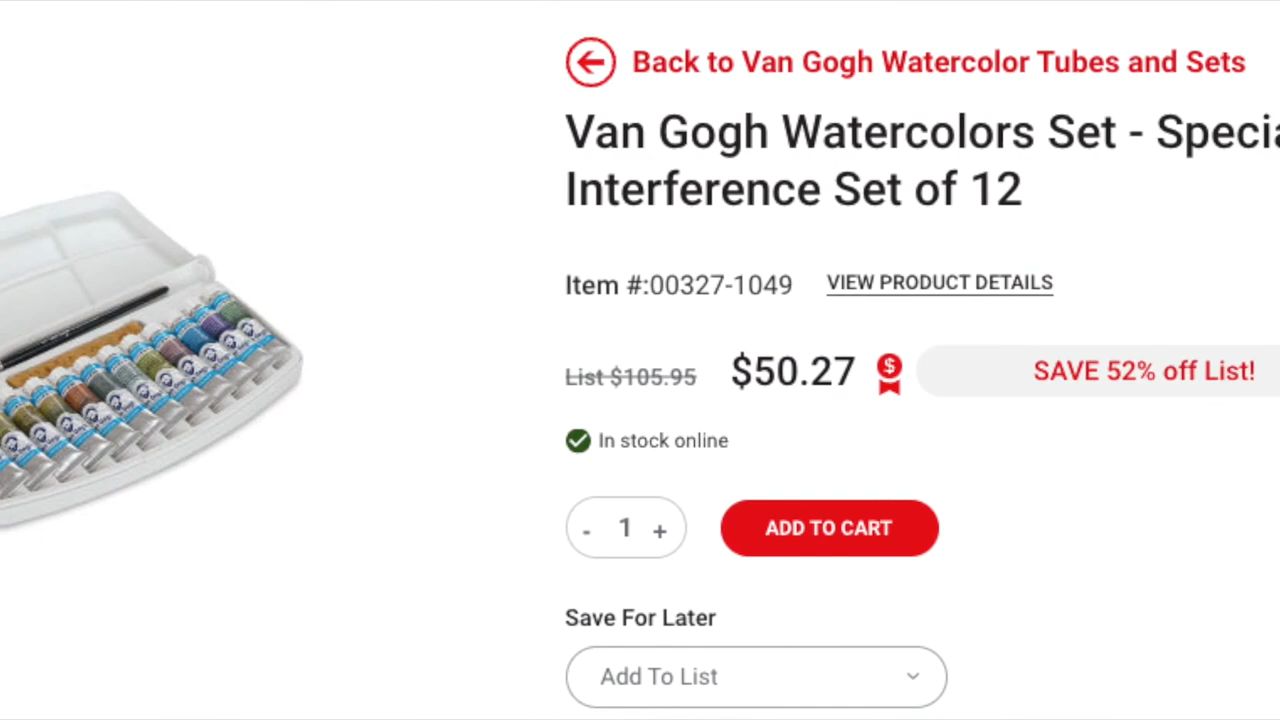 Back to Van Gogh Watercolor Tubes and Sets
Van Gogh Watercolors Set - Specia
Interference Set of 12
Item #:00327-1049 VIEW PRODUCT DETAILS
List $105.95 $50.27 $ SAVE 52% off List!
In stock online
- 1 +
ADD TO CART
Save For Later
Add To List